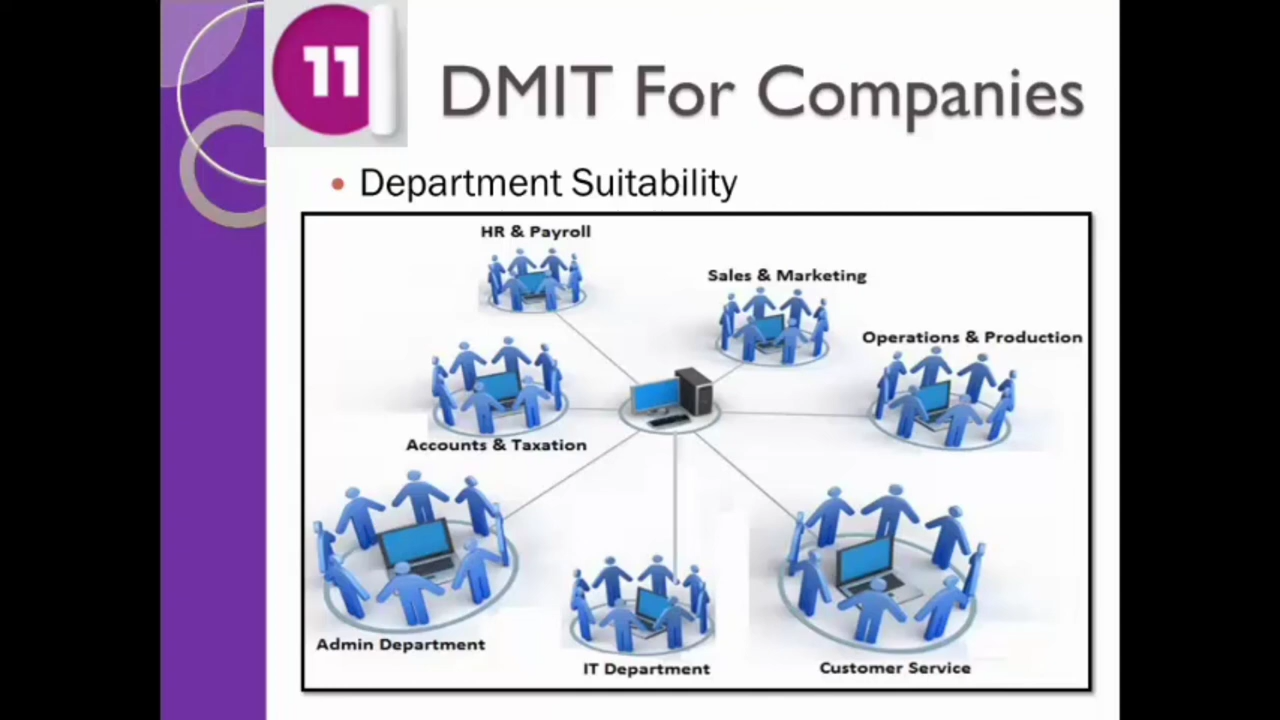 11
DMIT For Companies
• Department Suitability
HR & Payroll
Sales & Marketing
Operations & Production
Accounts & Taxation
Admin Department
IT Department
Customer Service